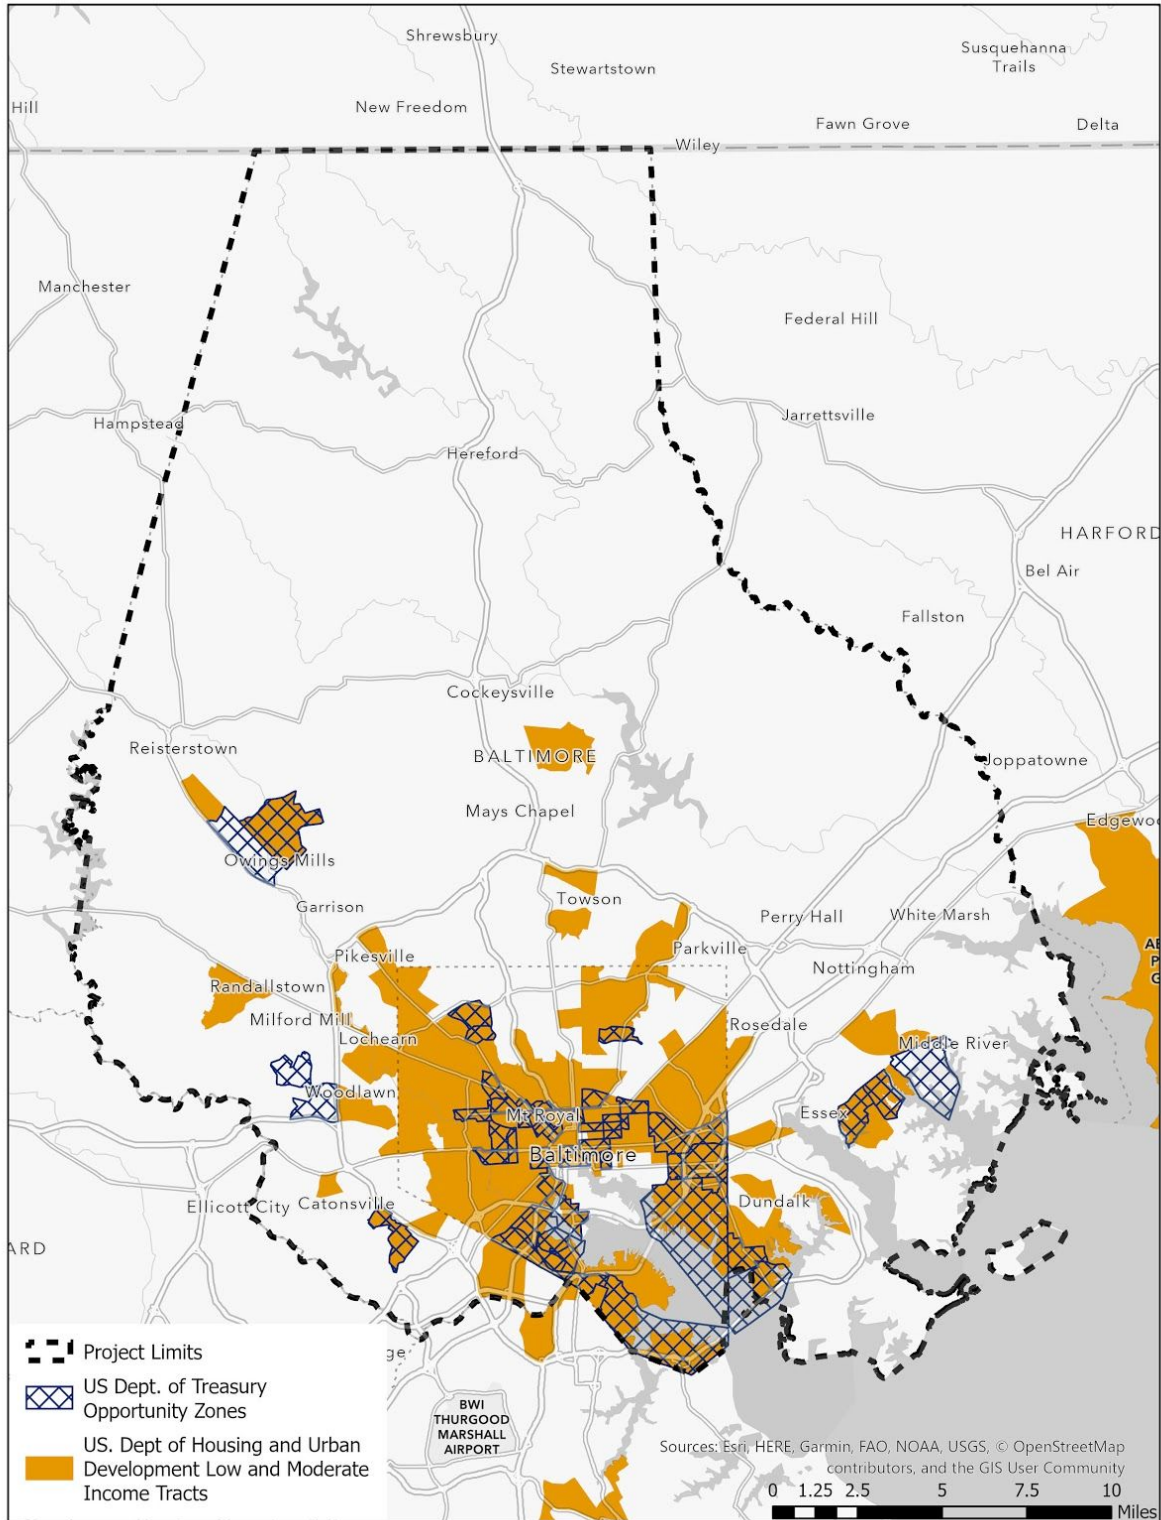 Shrewsbury
Stewartstown
Susquehanna
Trails
Hill
New Freedom
Fawn Grove
Delta
Wiley
Manchester
Federal Hill
Hampstead
Jarrettsville
Hereford
HARFORD
Bel Air
Fallston
Cockeysville
Reisterstown
BALTIMORE
Joppatowne
Mays Chapel
Edgewoo
Owings Mills
Garrison
Towson
Perry Hall
White Marsh
Pikesville
Parkville
Nottingham
Randallstown
Milford Mill
Lochearn
Rosedale
Middle River
Woodlawn
Mt Royal
Essex
Baltimore
Ellicott City
Catonsville
Dundalk
ARD
AB
P
G
Project Limits
ge
US Dept. of Treasury
Opportunity Zones
US. Dept of Housing and Urban
Development Low and Moderate
Income Tracts
BWI
THURGOOD
MARSHALL
AIRPORT
Sources: Esri, HERE, Garmin, FAO, NOAA, USGS, © OpenStreetMap
contributors, and the GIS User Community
0 1.25 2.5 5 7.5 10
Miles